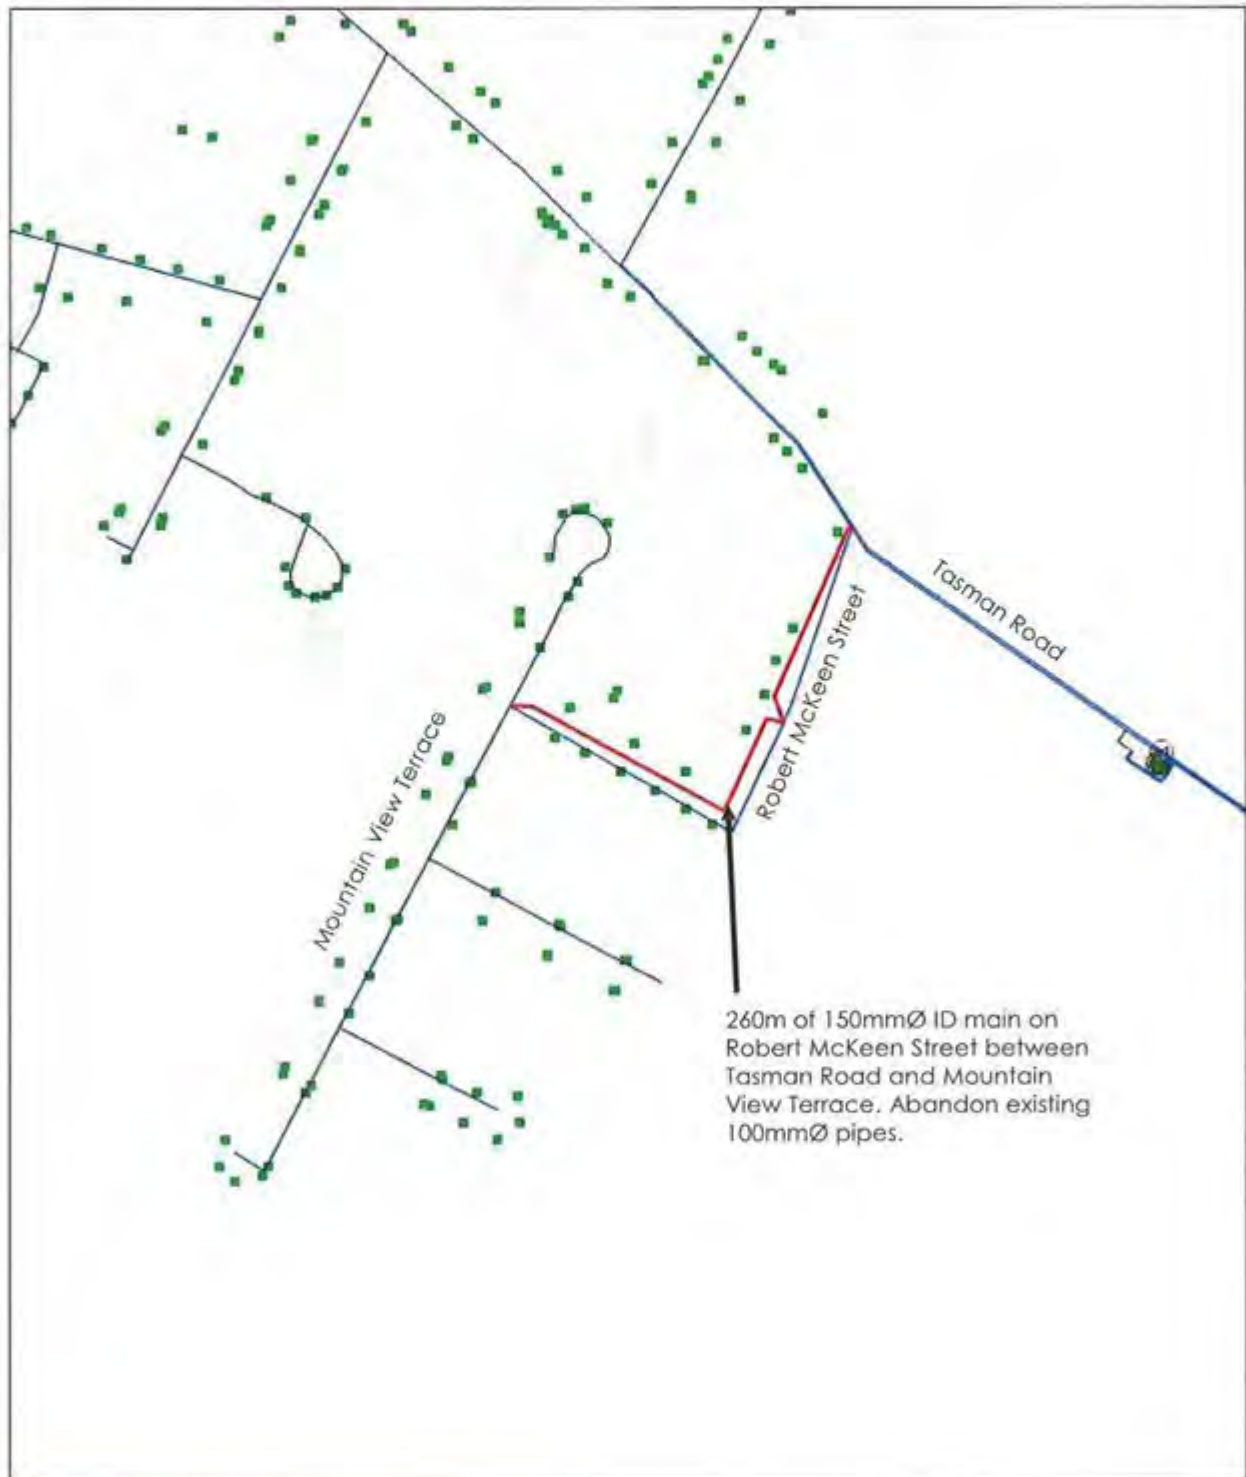 Tasman Road
Robert McKeen Street
Mountain View Terrace
260m of 150mmØ ID main on
Robert McKeen Street between
Tasman Road and Mountain
View Terrace. Abandon existing
100mmØ pipes.